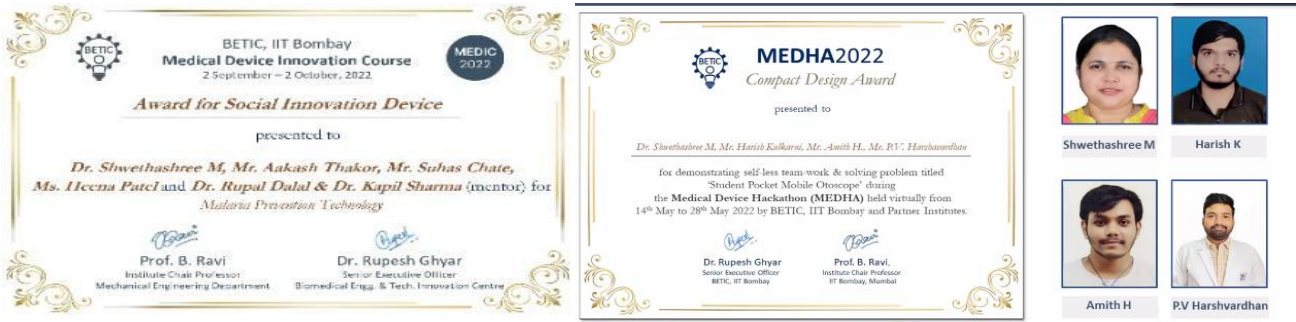 BETIC
BETIC, IIT Bombay
Medical Device Innovation Course
2 September – 2 October, 2022
MEDIC
2022
Award for Social Innovation Device
presented to
Dr. Shwethashree M, Mr. Aakash Thakor, Mr. Suhas Chate,
Ms. Heena Patel and Dr. Rupal Dalal & Dr. Kapil Sharma (mentor) for
Malaria Prevention Technology
Prof. B. Ravi
Institute Chair Professor
Mechanical Engineering Department
Dr. Rupesh Ghyar
Senior Executive Officer
Biomedical Engg. & Tech. Innovation Centre
BETIC
MEDHA2022
Compact Design Award
presented to
Dr. Shwethashree M, Mr. Harish Kulkarni, Mr. Amith H., Mr. P.V. Harshavardhan
for demonstrating self-less team-work & solving problem titled
'Student Pocket Mobile Otoscope' during
the Medical Device Hackathon (MEDHA) held virtually from
14th May to 28th May 2022 by BETIC, IIT Bombay and Partner Institutes.
Dr. Rupesh Ghyar
Senior Executive Officer
BETIC, IIT Bombay
Prof. B. Ravi,
Institute Chair Professor
IIT Bombay, Mumbai
Shwethashree M
Harish K
Amith H
P.V Harshvardhan